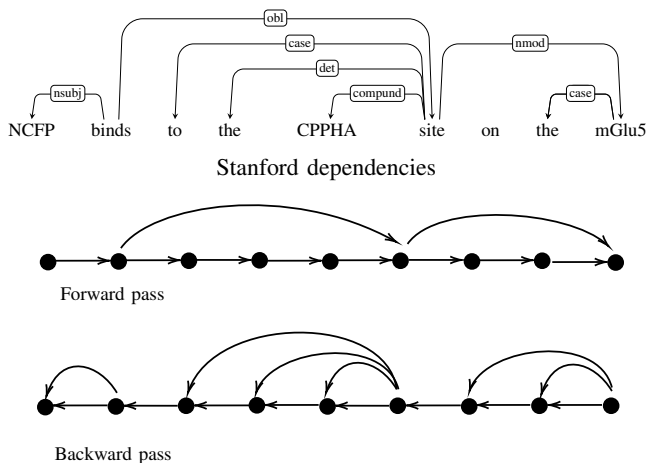 obl
case
nmod
det
nsubj
compund
case
NCFP binds to the CPPHA site on the mGlu5
Stanford dependencies
Forward pass
Backward pass